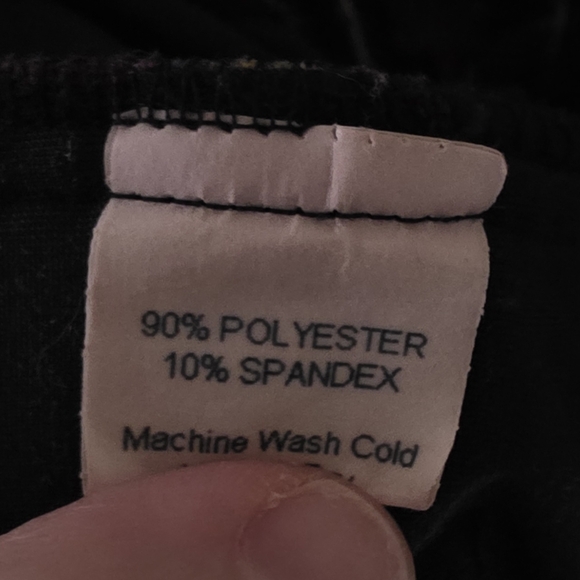 90% POLYESTER
10% SPANDEX
Machine Wash Cold